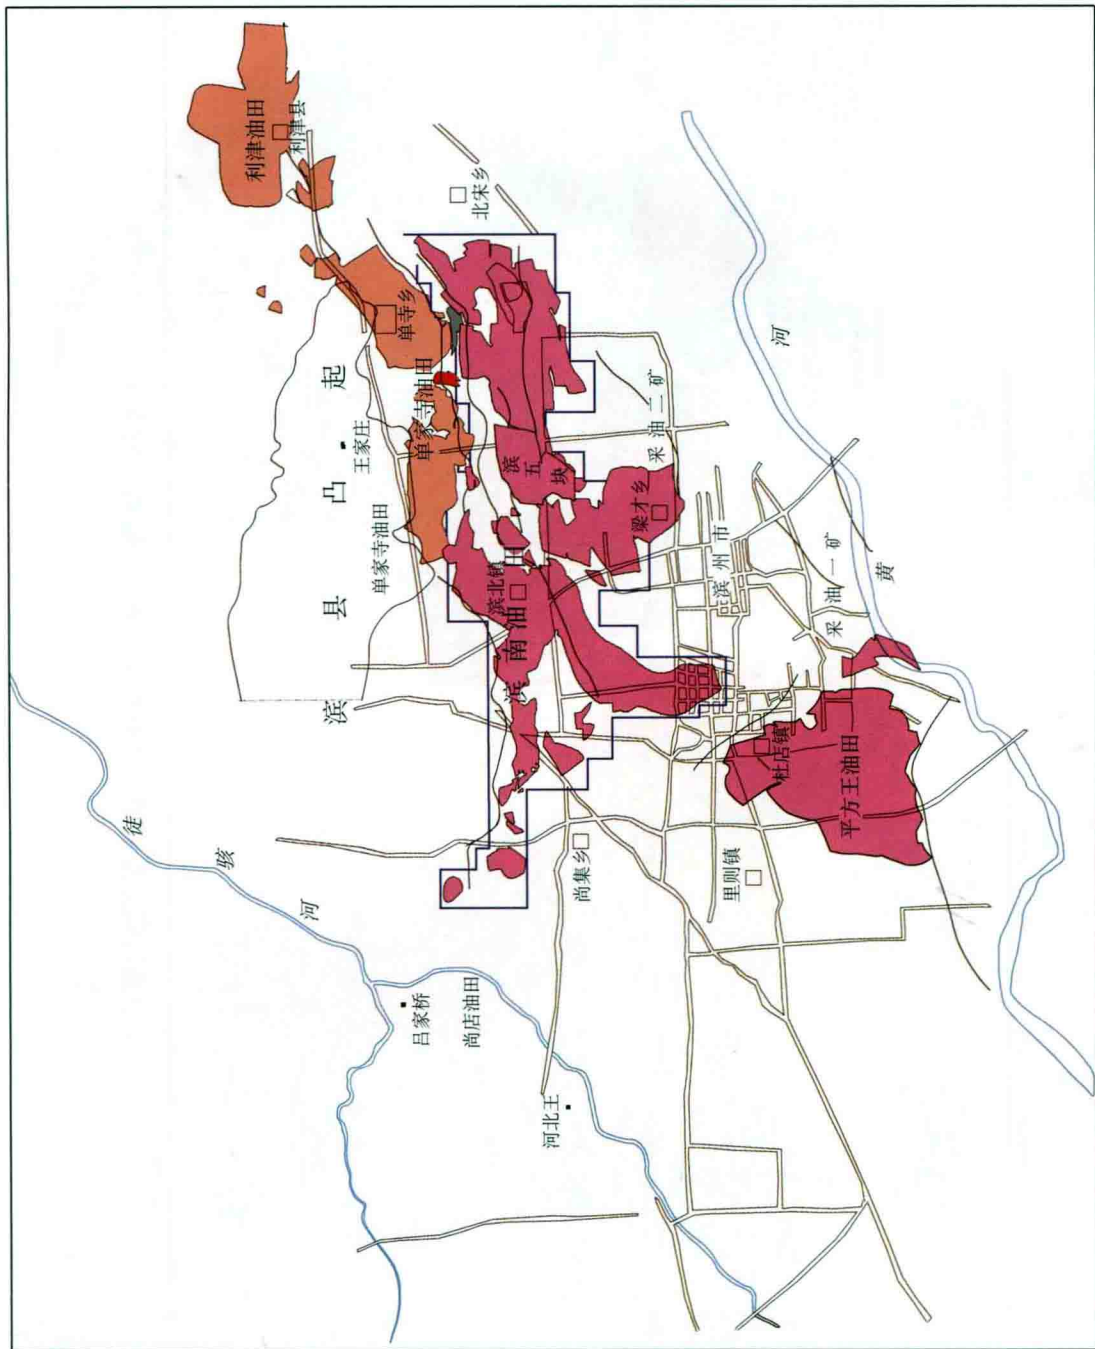 利津油田
利津县
北宋乡
单寺乡
单家寺油田
王家庄
单家寺油田
滨县凸起
滨五块
采油二矿
梁才乡
滨北镇
滨南油田
滨州市
采油一矿
黄河
杜店镇
平方王油田
尚集乡
里则镇
徒骇河
吕家桥
尚店油田
河北王